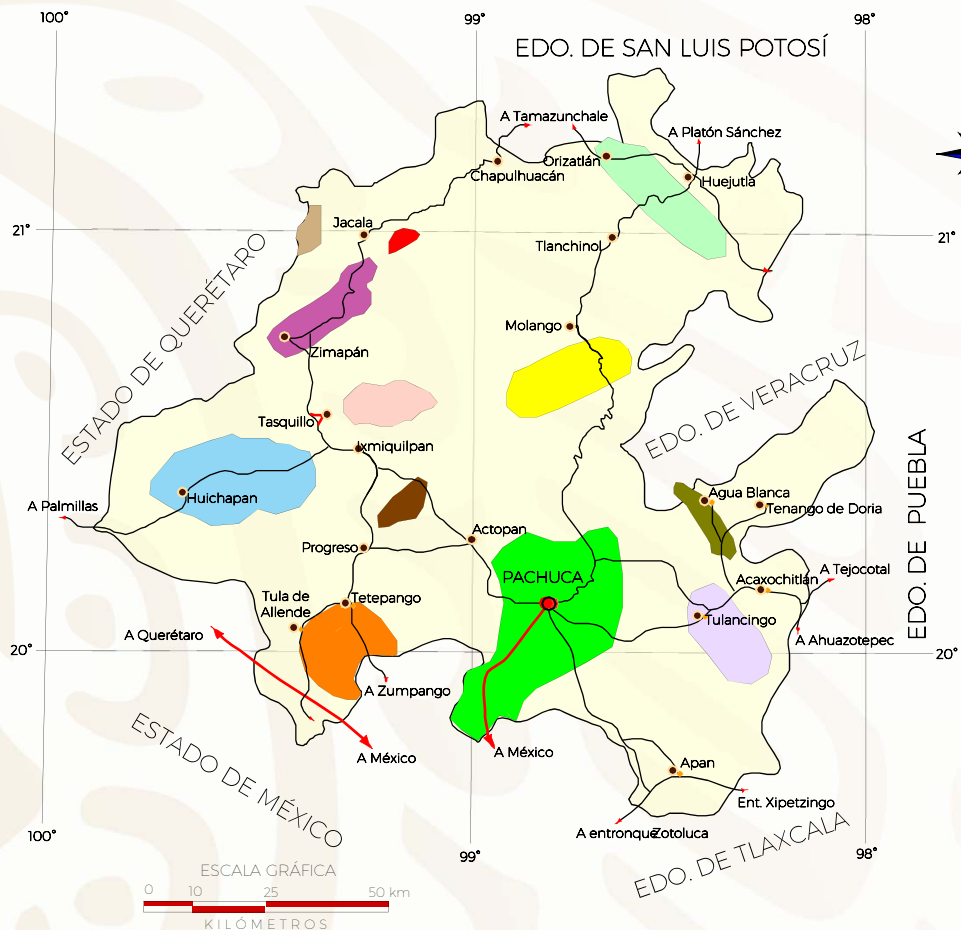 100°
99°
98°
EDO. DE SAN LUIS POTOSÍ
A Tamazunchale
A Platón Sánchez
Orizatlán
Chapulhuacán
Huejutla
Jacala
21°
Tlanchinol
21°
ESTADO DE QUERÉTARO
Molango
Zimapán
EDO. DE VERACRUZ
Tasquillo
Ixmiquilpan
EDO. DE PUEBLA
Huichapan
Agua Blanca
A Palmillas
Tenango de Doria
Actopan
Progreso
PACHUCA
A Tejocotal
Acaxochitlán
Tula de
Allende
Tetepango
Tulancingo
A Querétaro
A Ahuazotepec
20°
20°
A Zumpango
ESTADO DE MÉXICO
A México
A México
Apan
Ent. Xipetzingo
A entronque
Zotoluca
EDO. DE TLAXCALA
100°
99°
98°
ESCALA GRÁFICA
0 10 25 50 km
KILÓMETROS